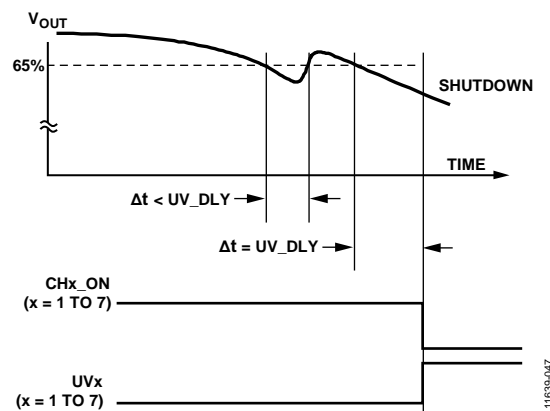 VOUT
65%
SHUTDOWN
TIME
Δt < UV_DLY
Δt = UV_DLY
CHx_ON
(x = 1 TO 7)
UVx
(x = 1 TO 7)
11639-047